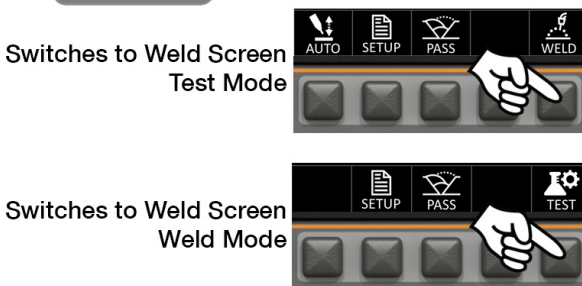 AUTO SETUP PASS WELD
Switches to Weld Screen
Test Mode
SETUP PASS TEST
Switches to Weld Screen
Weld Mode